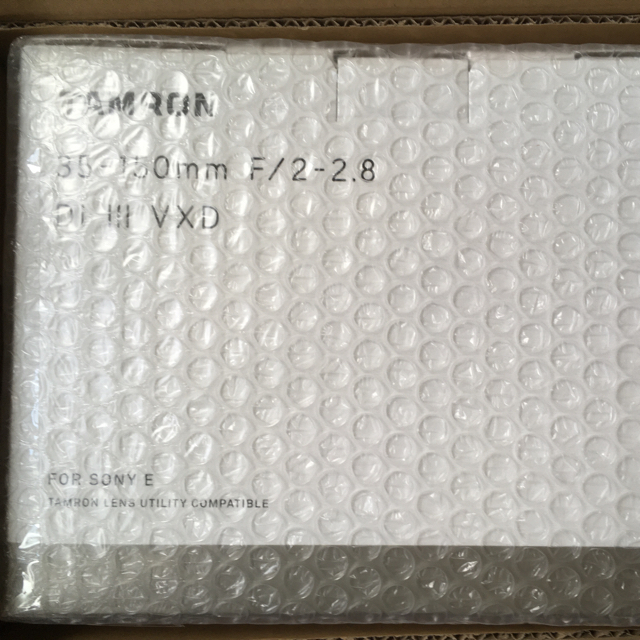 TAMRON
35-150mm F/2-2.8
Di III VXD
FOR SONY E
TAMRON LENS UTILITY COMPATIBLE